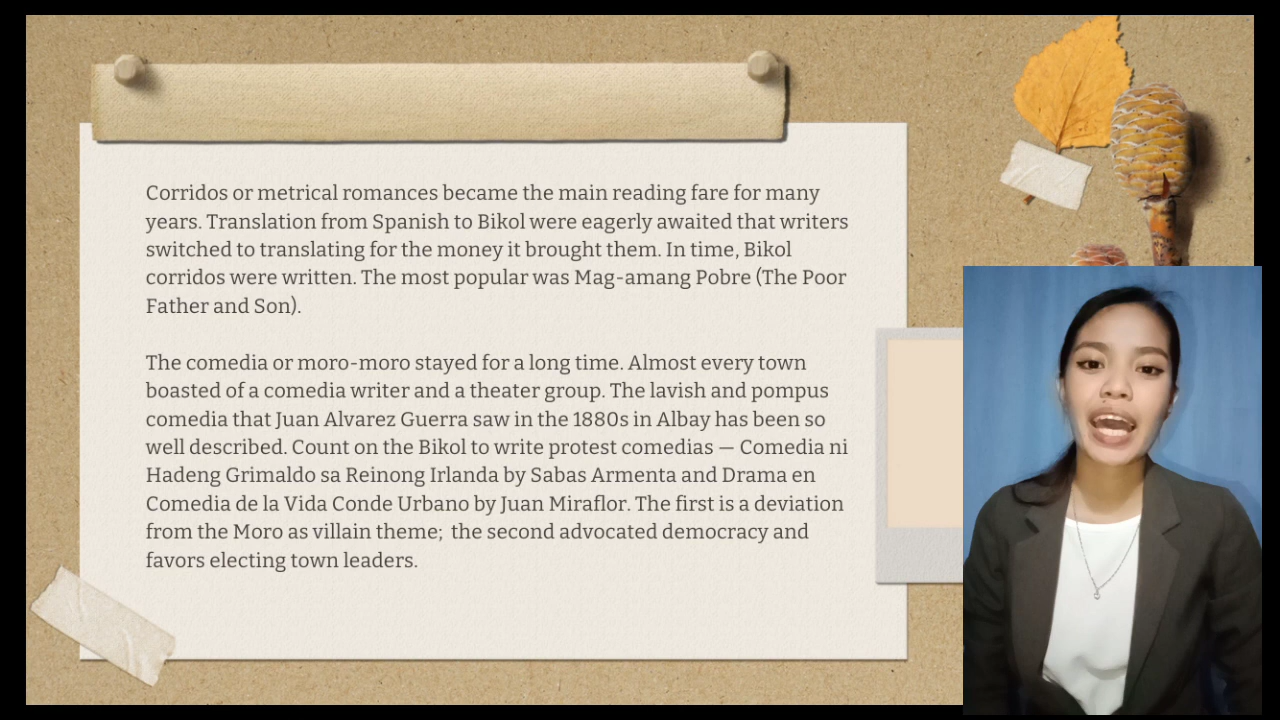 Corridos or metrical romances became the main reading fare for many
years. Translation from Spanish to Bikol were eagerly awaited that writers
switched to translating for the money it brought them. In time, Bikol
corridos were written. The most popular was Mag-amang Pobre (The Poor
Father and Son).
The comedia or moro-moro stayed for a long time. Almost every town
boasted of a comedia writer and a theater group. The lavish and pompus
comedia that Juan Alvarez Guerra saw in the 1880s in Albay has been so
well described. Count on the Bikol to write protest comedias — Comedia ni
Hadeng Grimaldo sa Reinong Irlanda by Sabas Armenta and Drama en
Comedia de la Vida Conde Urbano by Juan Miraflor. The first is a deviation
from the Moro as villain theme;  the second advocated democracy and
favors electing town leaders.